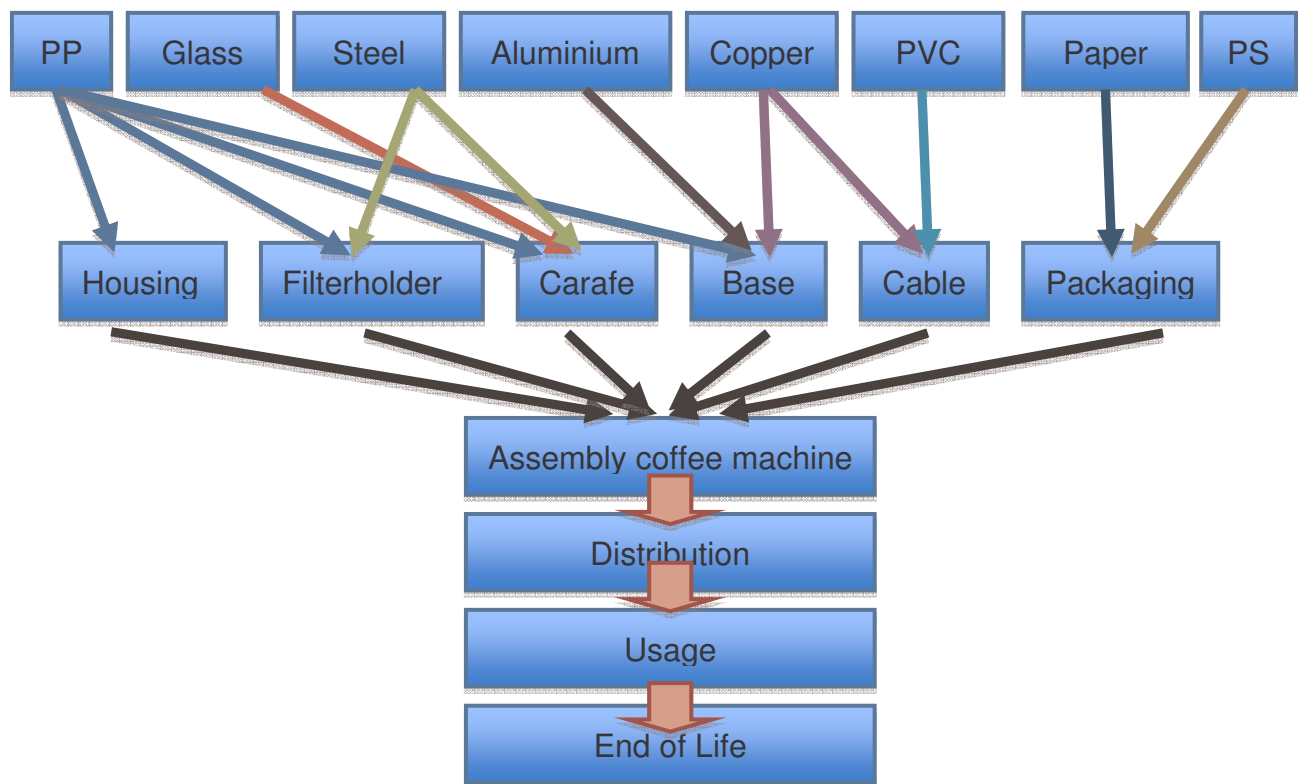 PP
Glass
Steel
Aluminium
Copper
PVC
Paper
PS
Housing
Filterholder
Carafe
Base
Cable
Packaging
Assembly coffee machine
Distribution
Usage
End of Life